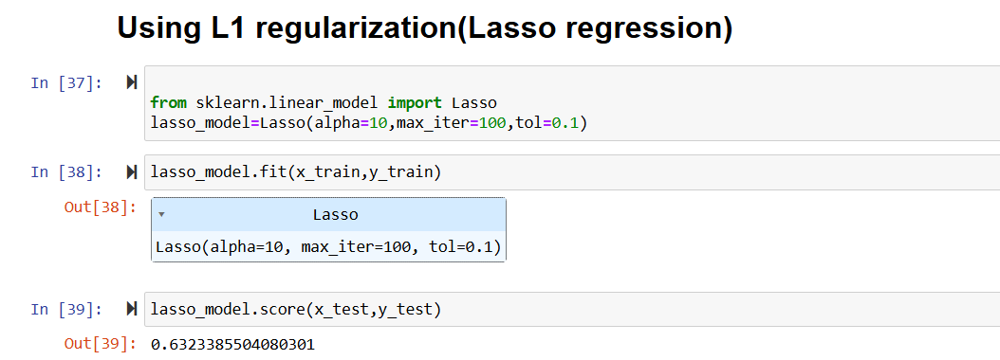 Using L1 regularization(Lasso regression)
In [37]:
from sklearn.linear_model import Lasso
lasso_model=Lasso(alpha=10,max_iter=100,tol=0.1)
In [38]: lasso_model.fit(x_train,y_train)
Out[38]: Lasso
Lasso(alpha=10, max_iter=100, tol=0.1)
In [39]: lasso_model.score(x_test,y_test)
Out[39]: 0.6323385504080301